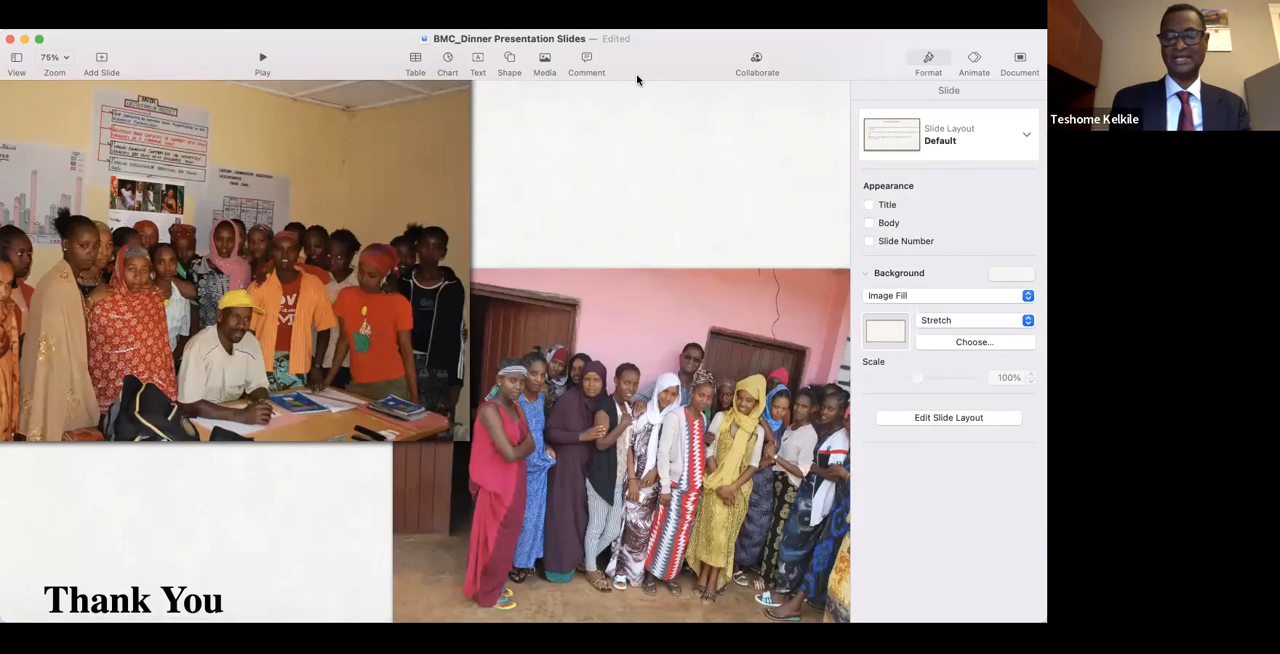 BMC_Dinner Presentation Slides — Edited
View
75%
Zoom
Add Slide
Play
Table
Chart
Text
Shape
Media
Comment
Collaborate
Format
Animate
Document
Slide
Slide Layout
Default
Appearance
Title
Body
Slide Number
Background
Image Fill
Stretch
Choose...
Scale
100%
Edit Slide Layout
Thank You
Teshome Kelkile